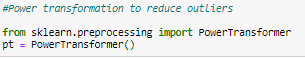 #Power transformation to reduce outliers
from sklearn.preprocessing import PowerTransformer
pt = PowerTransformer()